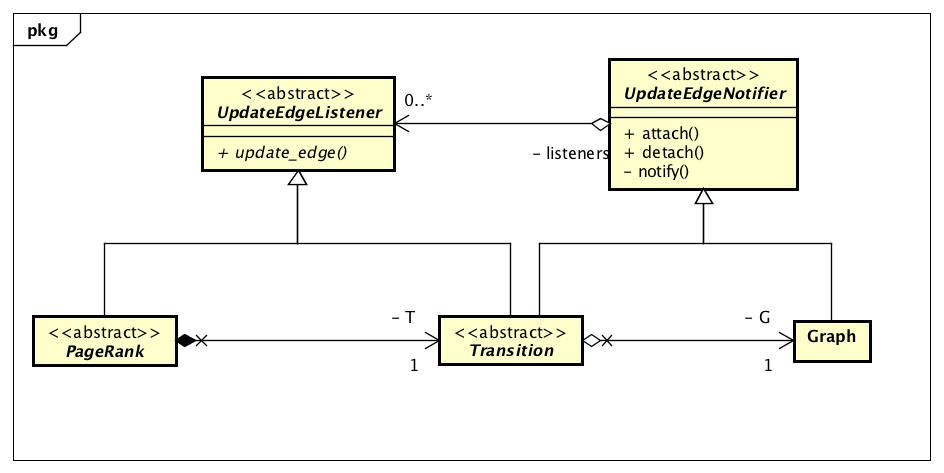 pkg
<<abstract>>
UpdateEdgeListener
+ update_edge()
0..*
<<abstract>>
UpdateEdgeNotifier
+ attach()
+ detach()
- notify()
- listeners
<<abstract>>
PageRank
- T
1
<<abstract>>
Transition
- G
1
Graph